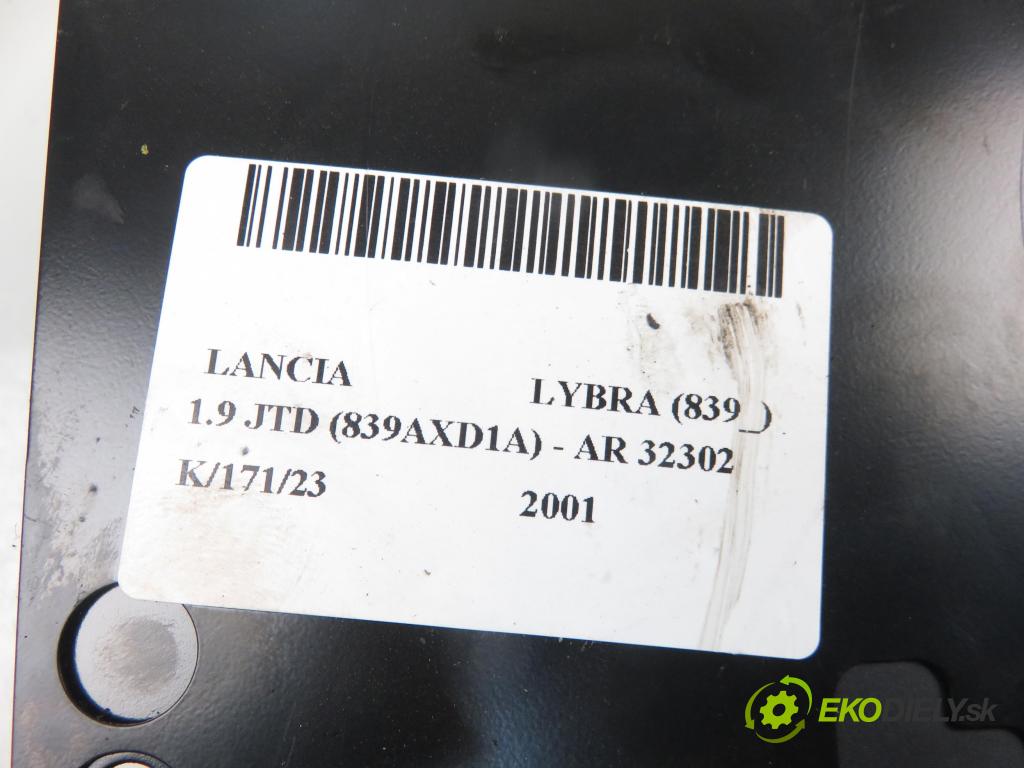 LANCIA LYBRA (839_)
1.9 JTD (839AXD1A) - AR 32302
K/171/23 2001
EKODIELY.sk